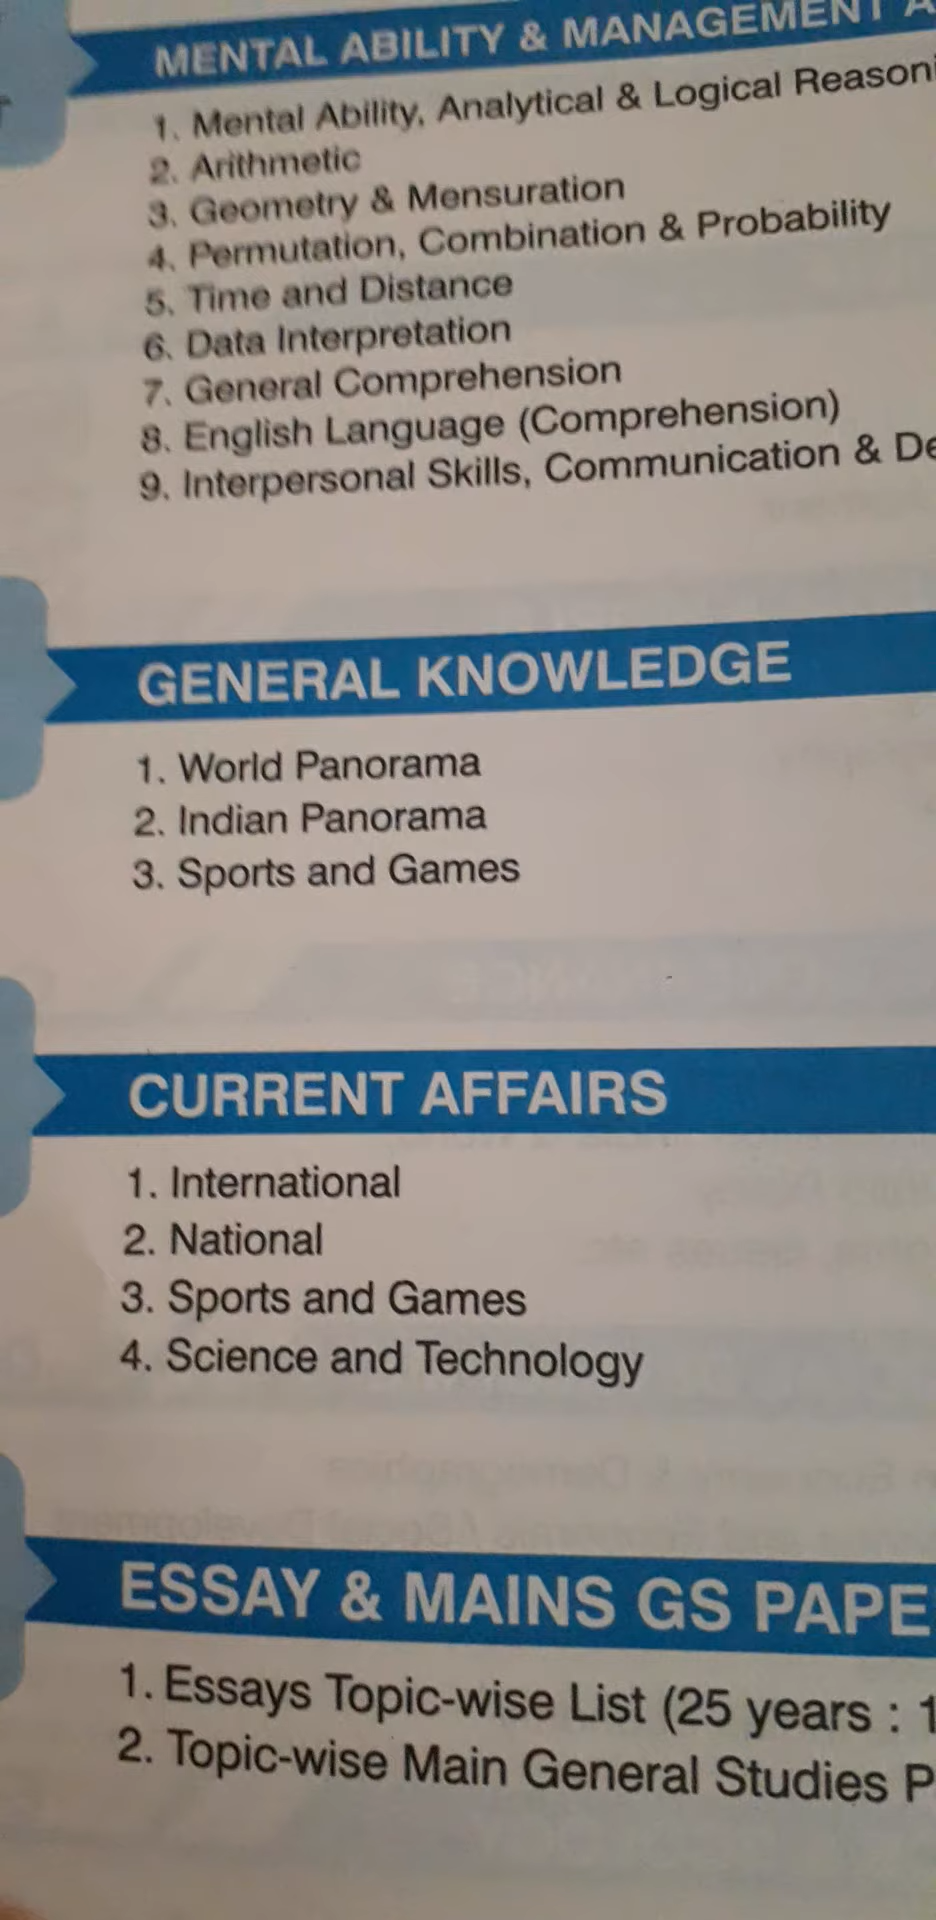 MENTAL ABILITY & MANAGEMENT A
1. Mental Ability, Analytical & Logical Reasoni
2. Arithmetic
3. Geometry & Mensuration
4. Permutation, Combination & Probability
5. Time and Distance
6. Data Interpretation
7. General Comprehension
8. English Language (Comprehension)
9. Interpersonal Skills, Communication & De
GENERAL KNOWLEDGE
1. World Panorama
2. Indian Panorama
3. Sports and Games
CURRENT AFFAIRS
1. International
2. National
3. Sports and Games
4. Science and Technology
ESSAY & MAINS GS PAPE
1. Essays Topic-wise List (25 years : 1
2. Topic-wise Main General Studies P